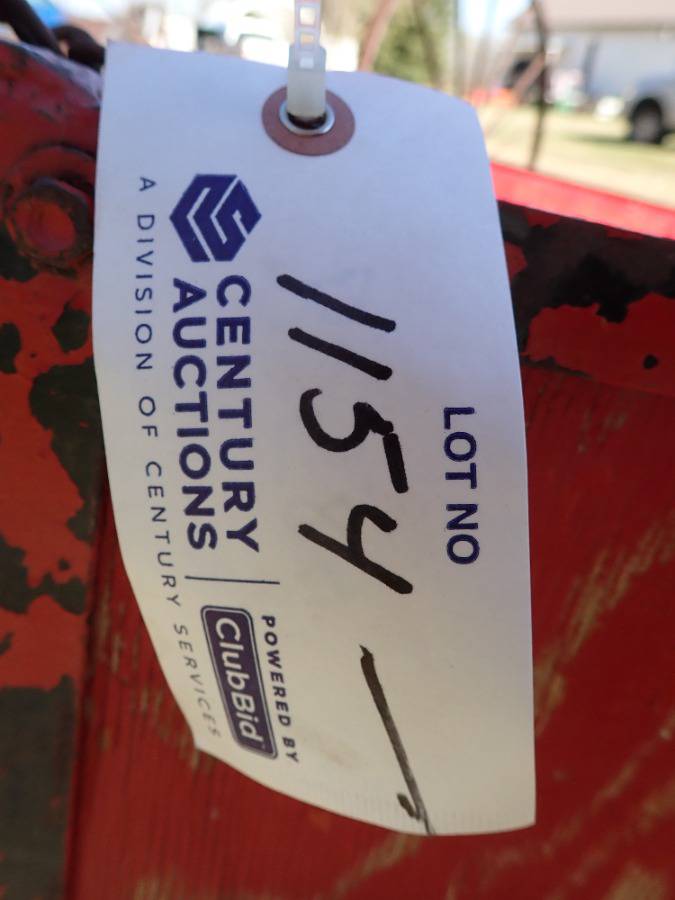 LOT NO
1154
CENTURY
AUCTIONS
A DIVISION OF CENTURY SERVICES
POWERED BY
ClubBid